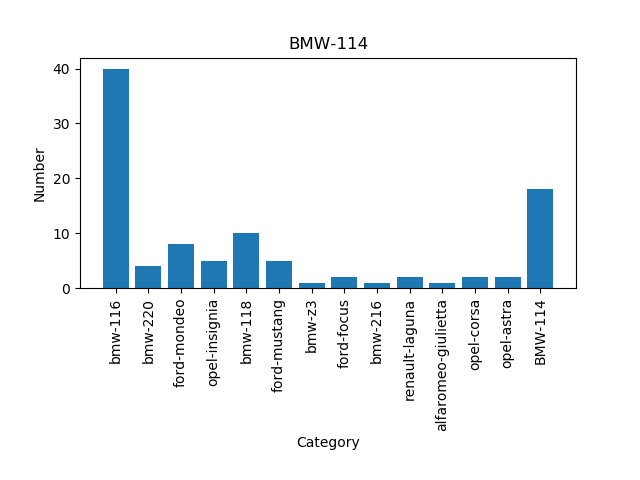 BMW-114
Number
40
30
20
10
0
bmw-116
bmw-220
ford-mondeo
opel-insignia
bmw-118
ford-mustang
bmw-z3
ford-focus
bmw-216
renault-laguna
alfaromeo-giulietta
opel-corsa
opel-astra
BMW-114
Category